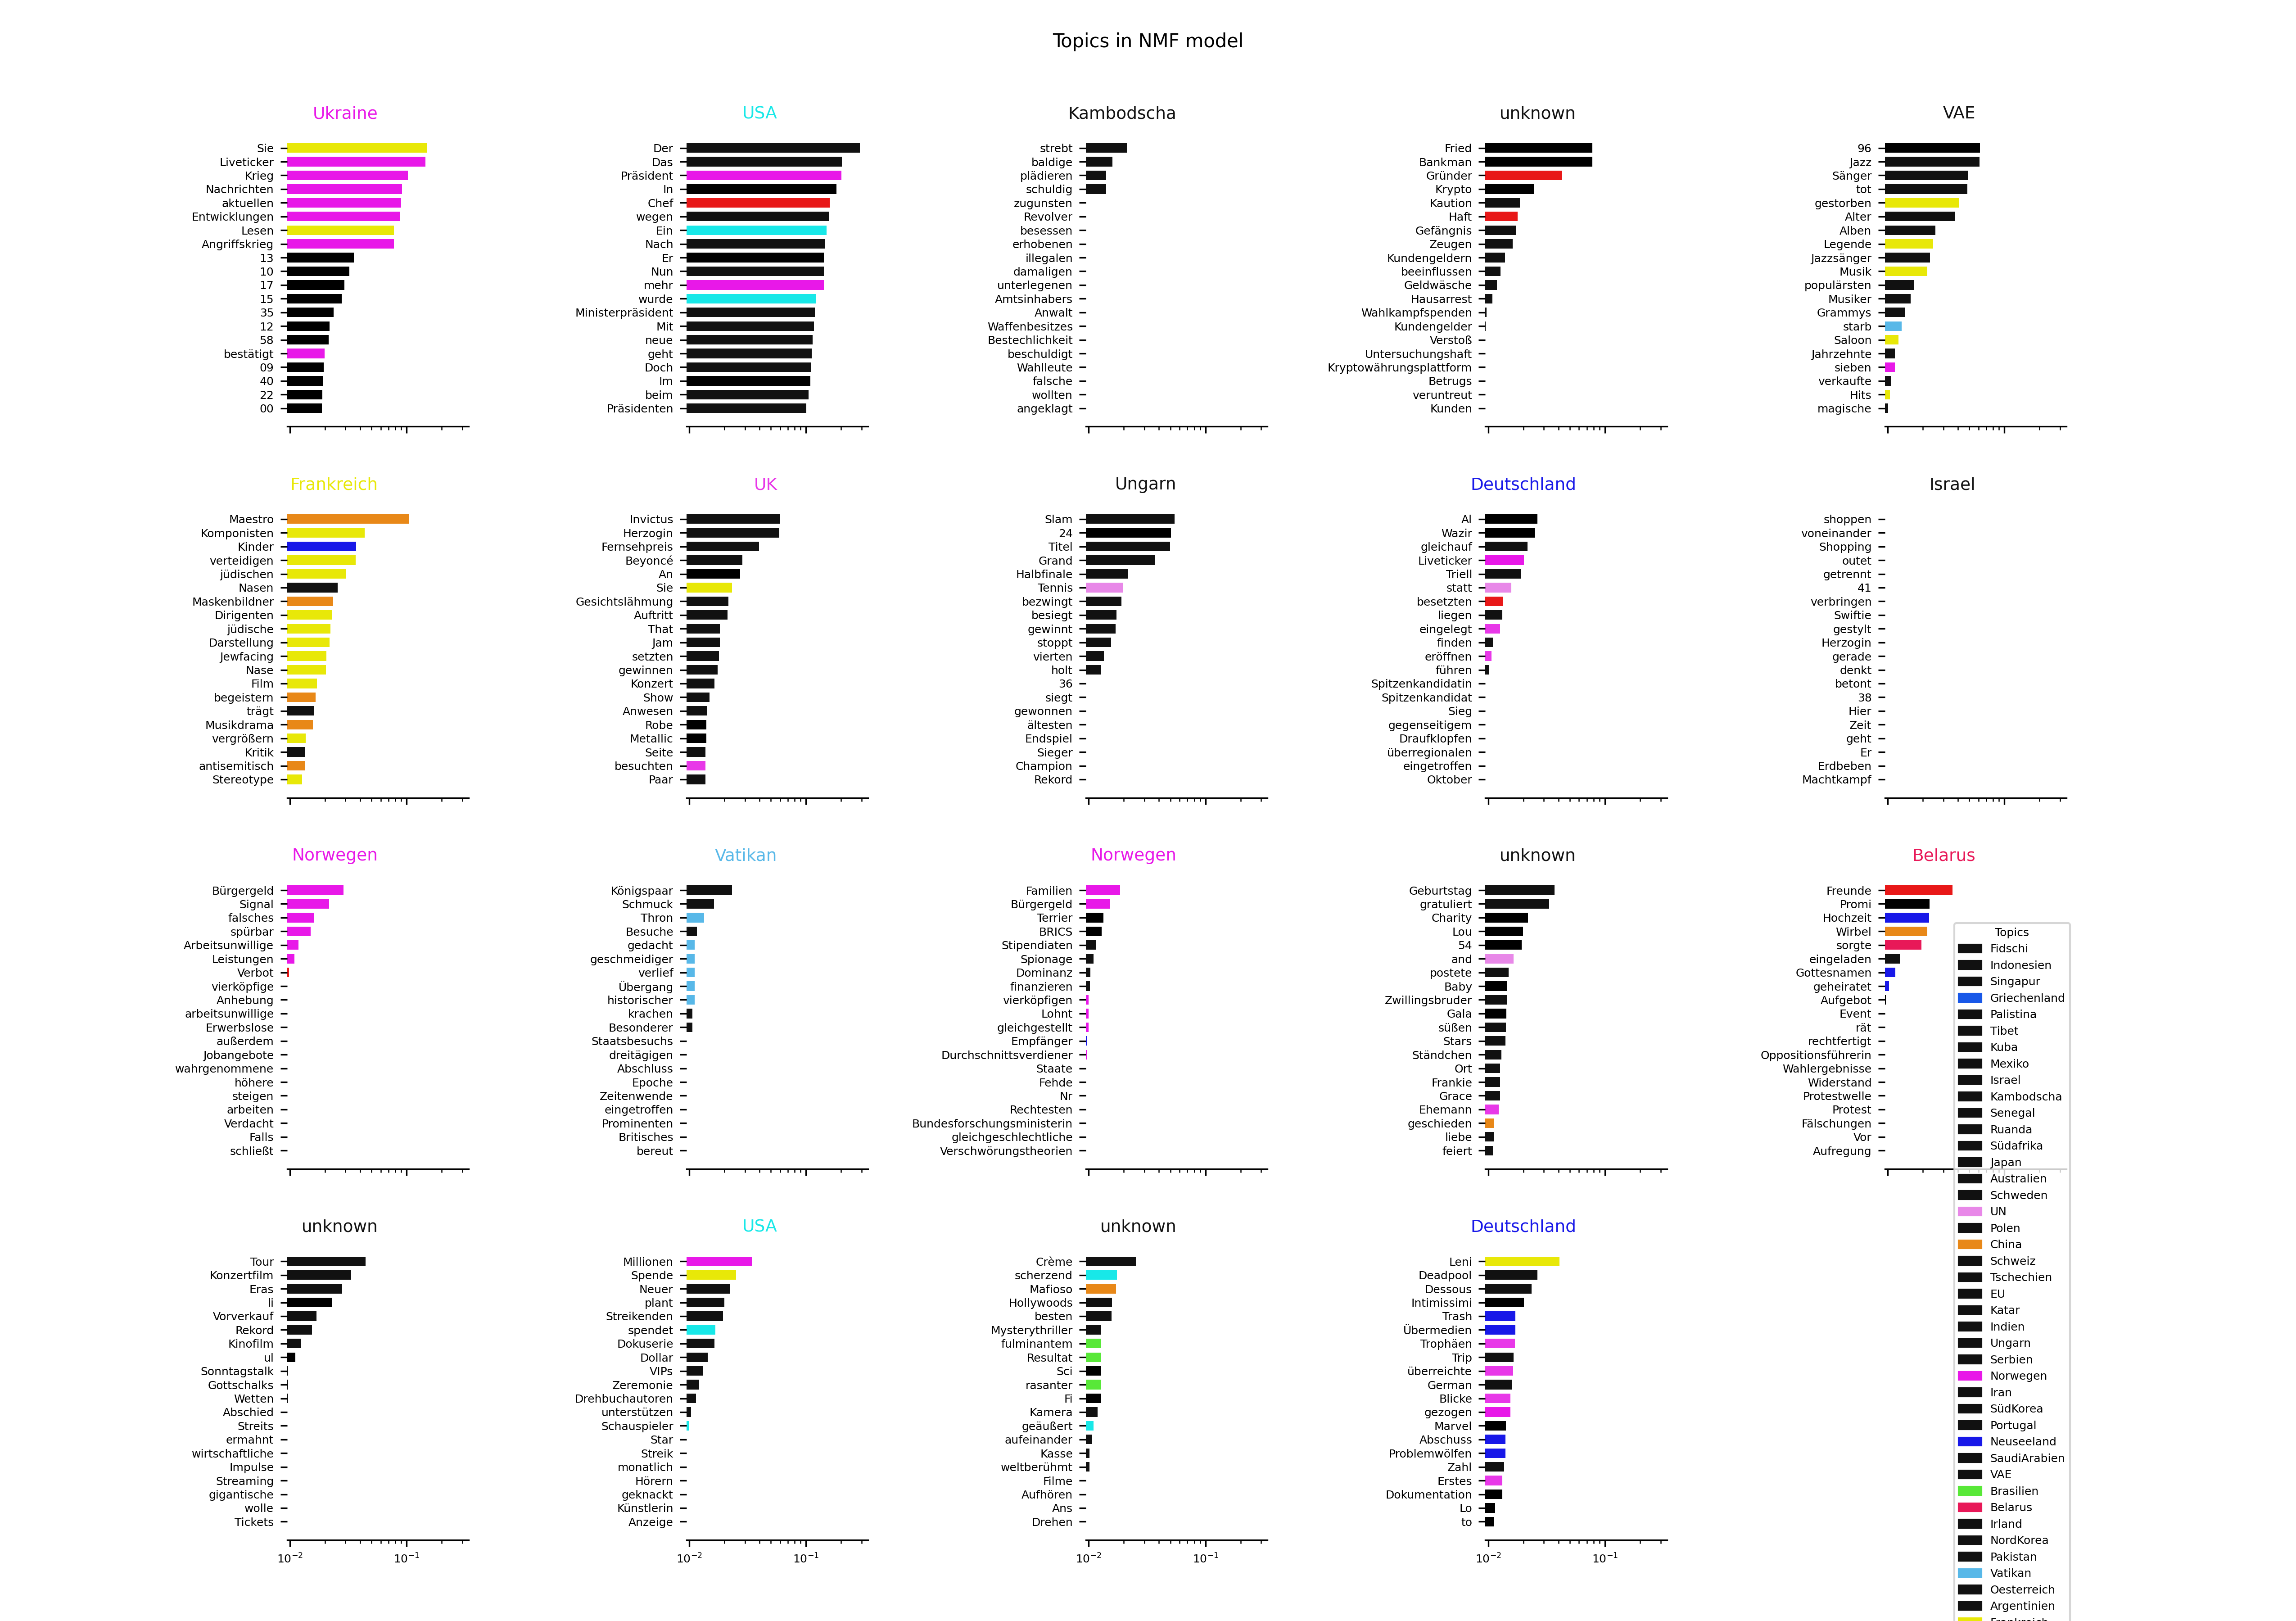 Topics in NMF model
Ukraine
Sie
Liveticker
Krieg
Nachrichten
aktuellen
Entwicklungen
Lesen
Angriffskrieg
13
10
17
15
35
12
58
bestätigt
09
40
22
00
USA
Der
Das
Präsident
In
Chef
wegen
Ein
Nach
Er
Nun
mehr
wurde
Ministerpräsident
Mit
neue
geht
Doch
Im
beim
Präsidenten
Kambodscha
strebt
baldige
plädieren
schuldig
zugunsten
Revolver
besessen
erhobenen
illegalen
damaligen
unterlegenen
Amtsinhabers
Anwalt
Waffenbesitzes
Bestechlichkeit
beschuldigt
Wahlleute
falsche
wollten
angeklagt
unknown
Fried
Bankman
Gründer
Krypto
Kaution
Haft
Gefängnis
Zeugen
Kundengeldern
beeinflussen
Geldwäsche
Hausarrest
Wahlkampfspenden
Kundengelder
Verstoß
Untersuchungshaft
Kryptowährungsplattform
Betrugs
veruntreut
Kunden
VAE
96
Jazz
Sänger
tot
gestorben
Alter
Alben
Legende
Jazzsänger
Musik
populärsten
Musiker
Grammys
starb
Saloon
Jahrzehnte
sieben
verkaufte
Hits
magische
Frankreich
Maestro
Komponisten
Kinder
verteidigen
jüdischen
Nasen
Maskenbildner
Dirigenten
jüdische
Darstellung
Jewfacing
Nase
Film
begeistern
trägt
Musikdrama
vergrößern
Kritik
antisemitisch
Stereotype
UK
Invictus
Herzogin
Fernsehpreis
Beyoncé
An
Sie
Gesichtslähmung
Auftritt
That
Jam
setzten
gewinnen
Konzert
Show
Anwesen
Robe
Metallic
Seite
besuchten
Paar
Ungarn
Slam
24
Titel
Grand
Halbfinale
Tennis
bezwingt
besiegt
gewinnt
stoppt
vierten
holt
36
siegt
gewonnen
ältesten
Endspiel
Sieger
Champion
Rekord
Deutschland
Al
Wazir
gleichauf
Liveticker
Triell
statt
besetzten
liegen
eingelegt
finden
eröffnen
führen
Spitzenkandidatin
Spitzenkandidat
Sieg
gegenseitigem
Draufklopfen
überregionalen
eingetroffen
Oktober
Israel
shoppen
voneinander
Shopping
outet
getrennt
41
verbringen
Swiftie
gestylt
Herzogin
gerade
denkt
betont
38
Hier
Zeit
geht
Er
Erdbeben
Machtkampf
Norwegen
Bürgergeld
Signal
falsches
spürbar
Arbeitsunwillige
Leistungen
Verbot
vierköpfige
Anhebung
arbeitsunwillige
Erwerbslose
außerdem
Jobangebote
wahrgenommene
höhere
steigen
arbeiten
Verdacht
Falls
schließt
Vatikan
Königspaar
Schmuck
Thron
Besuche
gedacht
geschmeidiger
verlief
Übergang
historischer
krachen
Besonderer
Staatsbesuchs
dreitägigen
Abschluss
Epoche
Zeitenwende
eingetroffen
Prominenten
Britisches
bereut
Norwegen
Familien
Bürgergeld
Terrier
BRICS
Stipendiaten
Spionage
Dominanz
finanzieren
vierköpfigen
Lohnt
gleichgestellt
Empfänger
Durchschnittsverdiener
Staate
Fehde
Nr
Rechtesten
Bundesforschungsministerin
gleichgeschlechtliche
Verschwörungstheorien
unknown
Geburtstag
gratuliert
Charity
Lou
54
and
postete
Baby
Zwillingsbruder
Gala
süßen
Stars
Ständchen
Ort
Frankie
Grace
Ehemann
geschieden
liebe
feiert
Belarus
Freunde
Promi
Hochzeit
Wirbel
sorgte
eingeladen
Gottesnamen
geheiratet
Aufgebot
Event
rät
rechtfertigt
Oppositionsführerin
Wahlergebnisse
Widerstand
Protestwelle
Protest
Fälschungen
Vor
Aufregung
unknown
Tour
Konzertfilm
Eras
li
Vorverkauf
Rekord
Kinofilm
ul
Sonntagstalk
Gottschalks
Wetten
Abschied
Streits
ermahnt
wirtschaftliche
Impulse
Streaming
gigantische
wolle
Tickets
10⁻²
10⁻¹
USA
Millionen
Spende
Neuer
plant
Streikenden
spendet
Dokuserie
Dollar
VIPs
Zeremonie
Drehbuchautoren
unterstützen
Schauspieler
Star
Streik
monatlich
Hörern
geknackt
Künstlerin
Anzeige
10⁻²
10⁻¹
unknown
Crème
scherzend
Mafioso
Hollywoods
besten
Mysterythriller
fulminantem
Resultat
Sci
rasanter
Fi
Kamera
geäußert
aufeinander
Kasse
weltberühmt
Filme
Aufhören
Ans
Drehen
10⁻²
10⁻¹
Deutschland
Leni
Deadpool
Dessous
Intimissimi
Trash
Übermedien
Trophäen
Trip
überreichte
German
Blicke
gezogen
Marvel
Abschuss
Problemwölfen
Zahl
Erstes
Dokumentation
Lo
to
10⁻²
10⁻¹
Topics
Fidschi
Indonesien
Singapur
Griechenland
Palistina
Tibet
Kuba
Mexiko
Israel
Kambodscha
Senegal
Ruanda
Südafrika
Japan
Australien
Schweden
UN
Polen
China
Schweiz
Tschechien
EU
Katar
Indien
Ungarn
Serbien
Norwegen
Iran
SüdKorea
Portugal
Neuseeland
SaudiArabien
VAE
Brasilien
Belarus
Irland
NordKorea
Pakistan
Vatikan
Oesterreich
Argentinien